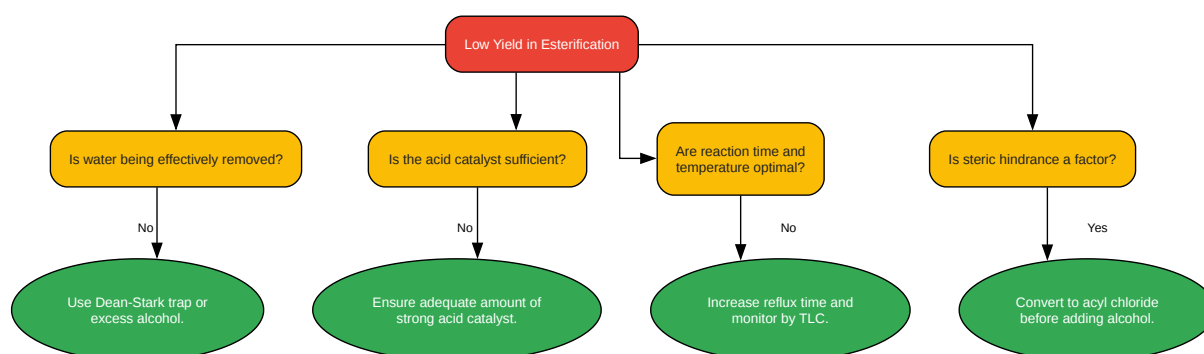 Low Yield in Esterification
Is water being effectively removed?
Is the acid catalyst sufficient?
Are reaction time and
temperature optimal?
Is steric hindrance a factor?
No
No
No
Yes
Use Dean-Stark trap or
excess alcohol.
Ensure adequate amount of
strong acid catalyst.
Increase reflux time and
monitor by TLC.
Convert to acyl chloride
before adding alcohol.